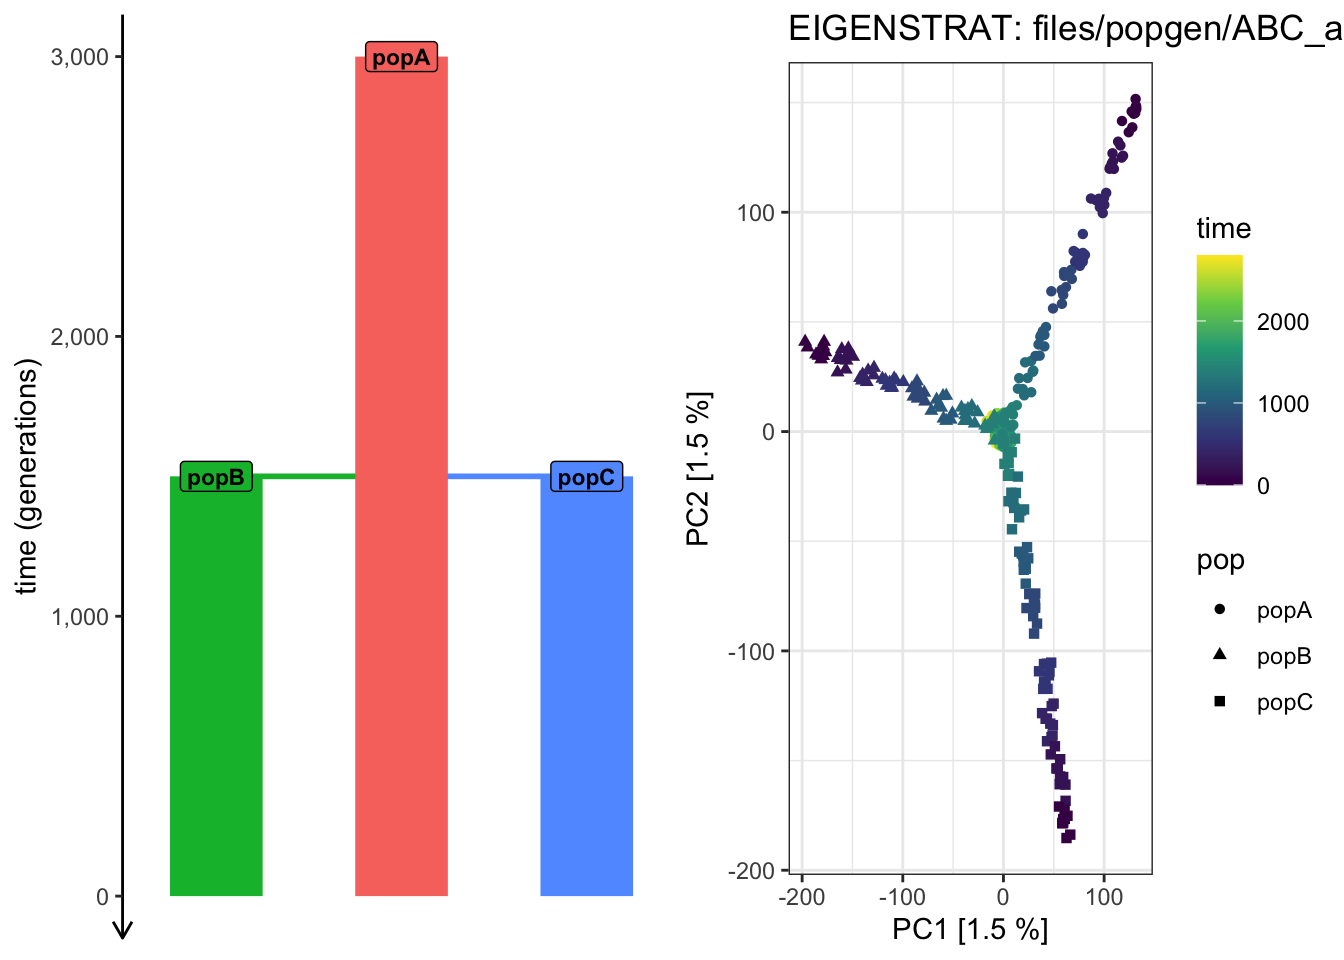 time (generations)
3,000
2,000
1,000
0
popA
popB
popC
EIGENSTRAT: files/popgen/ABC_a
PC2 [1.5 %]
100
0
-100
-200
-200
-100
0
100
PC1 [1.5 %]
time
2000
1000
0
pop
popA
popB
popC